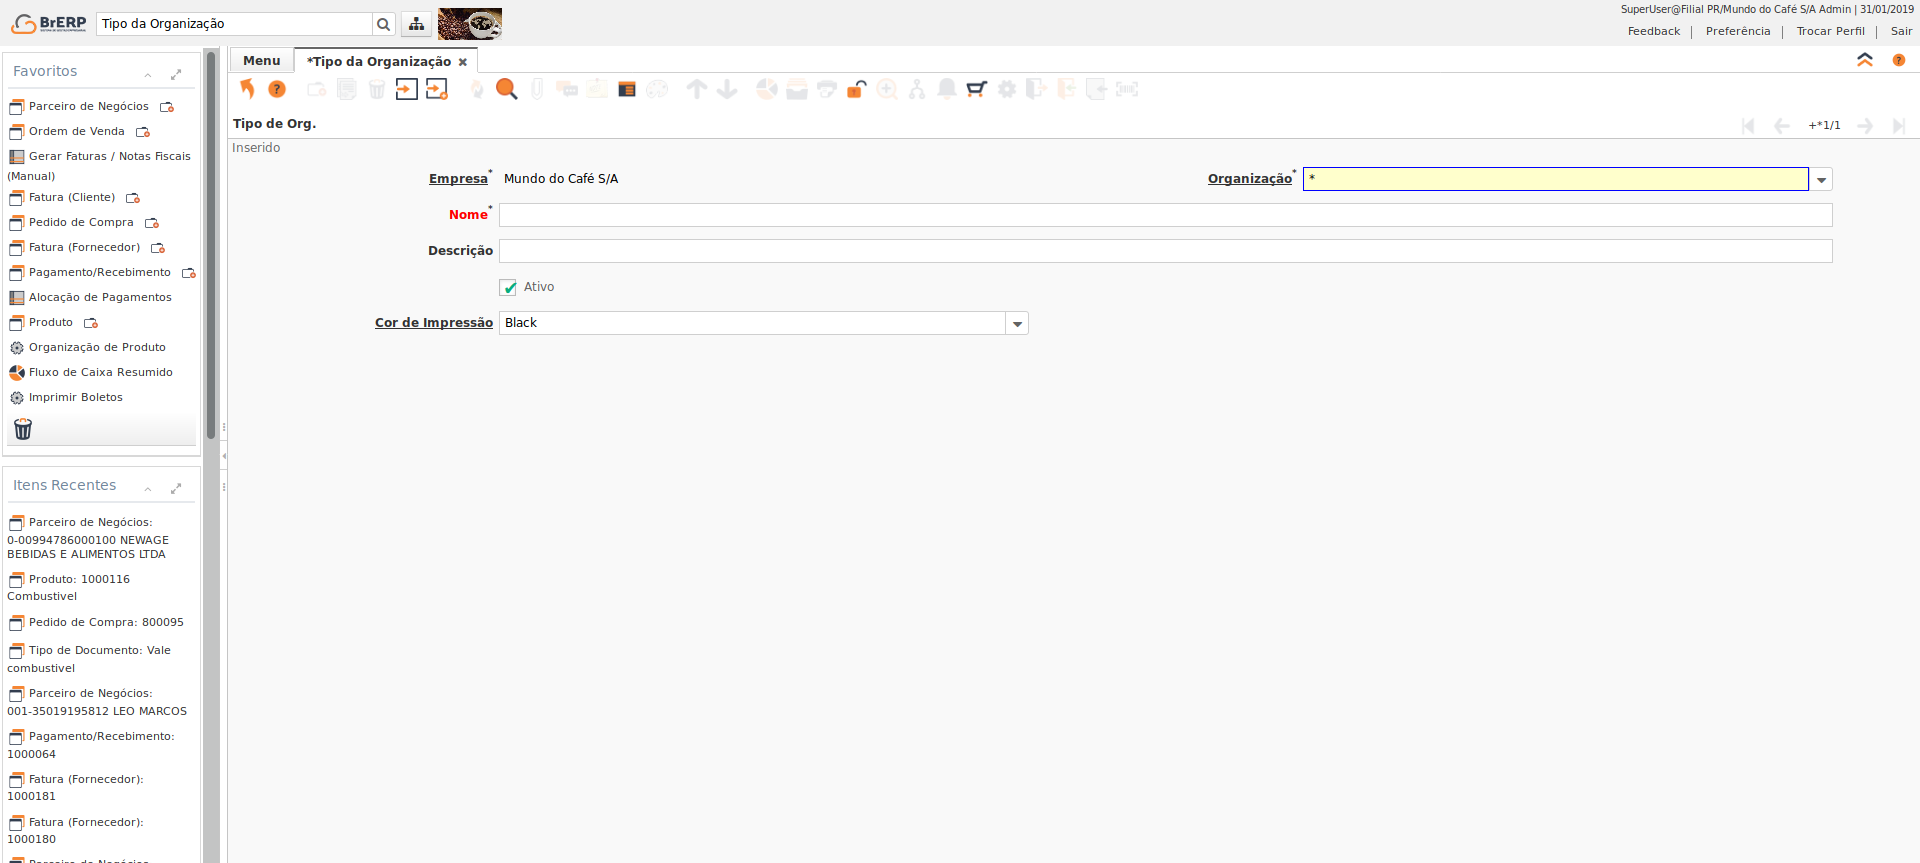 BrERP
Tipo da Organização
SuperUser@Filial PR/Mundo do Café S/A Admin | 31/01/2019
Feedback | Preferência | Trocar Perfil | Sair
Favoritos
Parceiro de Negócios
Ordem de Venda
Gerar Faturas / Notas Fiscais
(Manual)
Fatura (Cliente)
Pedido de Compra
Fatura (Fornecedor)
Pagamento/Recebimento
Alocação de Pagamentos
Produto
Organização de Produto
Fluxo de Caixa Resumido
Imprimir Boletos
Itens Recentes
Parceiro de Negócios:
0-00994786000100 NEWAGE
BEBIDAS E ALIMENTOS LTDA
Produto: 1000116
Combustivel
Pedido de Compra: 800095
Tipo de Documento: Vale
combustivel
Parceiro de Negócios:
001-35019195812 LEO MARCOS
Pagamento/Recebimento:
1000064
Fatura (Fornecedor):
1000181
Fatura (Fornecedor):
1000180
Parceiro de Negócios
Menu
*Tipo da Organização
Tipo de Org.
+*1/1
Inserido
Empresa* Mundo do Café S/A
Organização* *
Nome*
Descrição
Ativo
Cor de Impressão Black